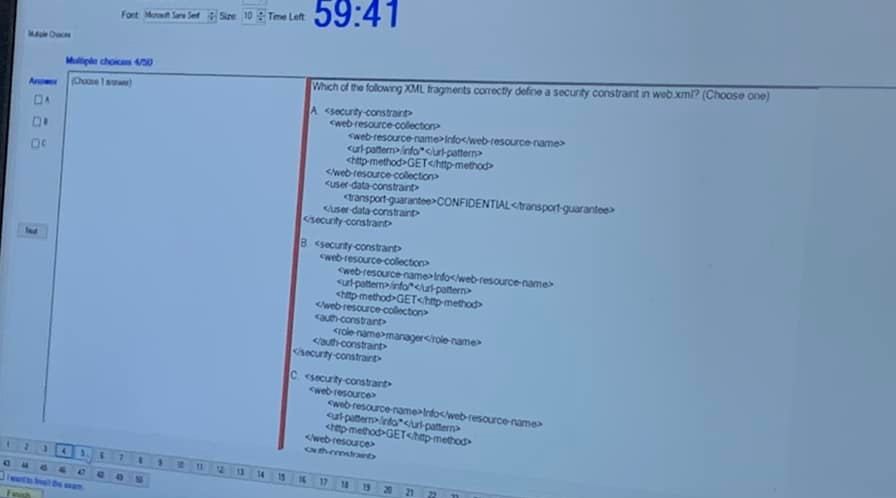 Font: Microsoft Sans Serif Size: 10 Time Left: 59:41
Multiple Choices
Multiple choices 4/50
Answer
(Choose 1 answer)
A
B
C
Next
Which of the following XML fragments correctly define a security constraint in web.xml? (Choose one)
A. <security-constraint>
<web-resource-collection>
<web-resource-name>Info</web-resource-name>
<url-pattern>/info/*</url-pattern>
<http-method>GET</http-method>
</web-resource-collection>
<user-data-constraint>
<transport-guarantee>CONFIDENTIAL</transport-guarantee>
</user-data-constraint>
</security-constraint>
B. <security-constraint>
<web-resource-collection>
<web-resource-name>Info</web-resource-name>
<url-pattern>/info/*</url-pattern>
<http-method>GET</http-method>
</web-resource-collection>
<auth-constraint>
<role-name>manager</role-name>
</auth-constraint>
</security-constraint>
C. <security-constraint>
<web-resource>
<web-resource-name>Info</web-resource-name>
<url-pattern>/info/*</url-pattern>
<http-method>GET</http-method>
</web-resource>
<auth-constraint>
1 2 3 4 5 6 7 8 9 10 11 12 13 14 15 16 17 18 19 20 21 22
43 44 45 46 47 48 49 50
I want to finish the exam.
Finish